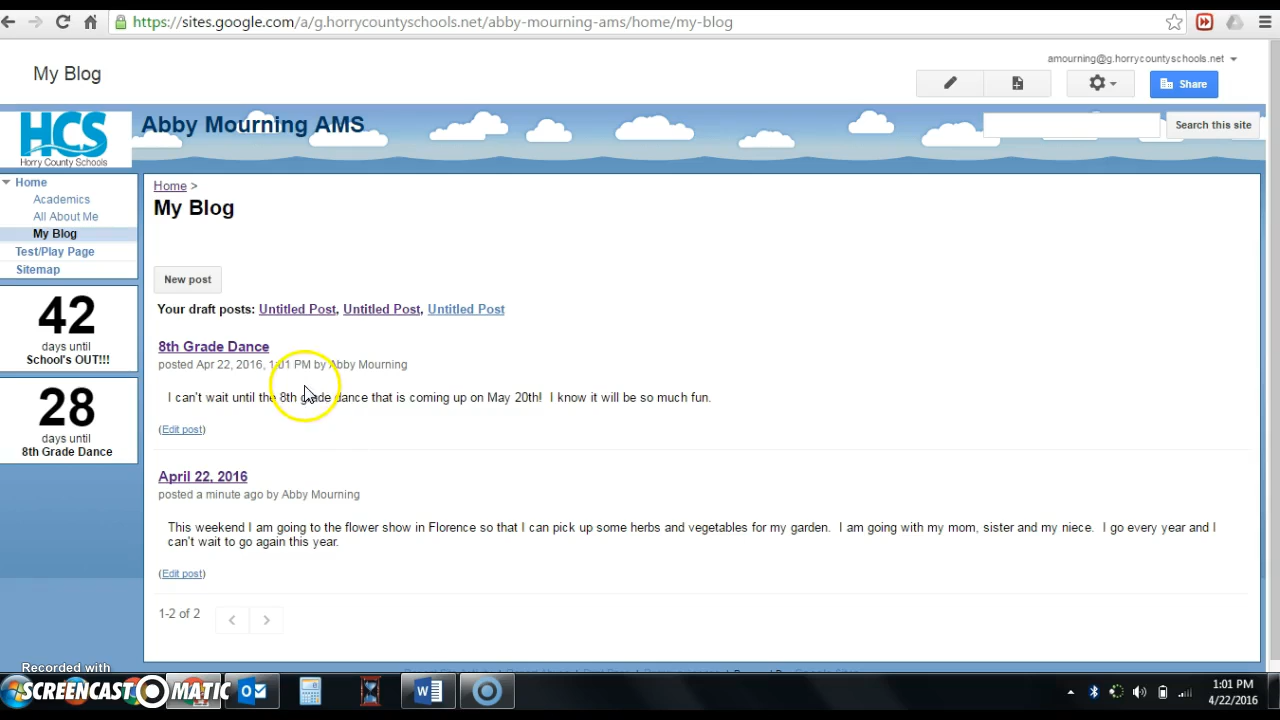 https://sites.google.com/a/g.horrycountyschools.net/abby-mourning-ams/home/my-blog
amourning@g.horrycountyschools.net
My Blog
Share
HCS
Horry County Schools
Abby Mourning AMS
Search this site
Home
Academics
All About Me
My Blog
Test/Play Page
Sitemap
42
days until
School's OUT!!!
28
days until
8th Grade Dance
Home >
My Blog
New post
Your draft posts: Untitled Post, Untitled Post, Untitled Post
8th Grade Dance
posted Apr 22, 2016, 1:01 PM by Abby Mourning
I can't wait until the 8th grade dance that is coming up on May 20th! I know it will be so much fun.
(Edit post)
April 22, 2016
posted a minute ago by Abby Mourning
This weekend I am going to the flower show in Florence so that I can pick up some herbs and vegetables for my garden. I am going with my mom, sister and my niece. I go every year and I
can't wait to go again this year.
(Edit post)
1-2 of 2
Recorded with
SCREENCAST MATIC
1:01 PM
4/22/2016